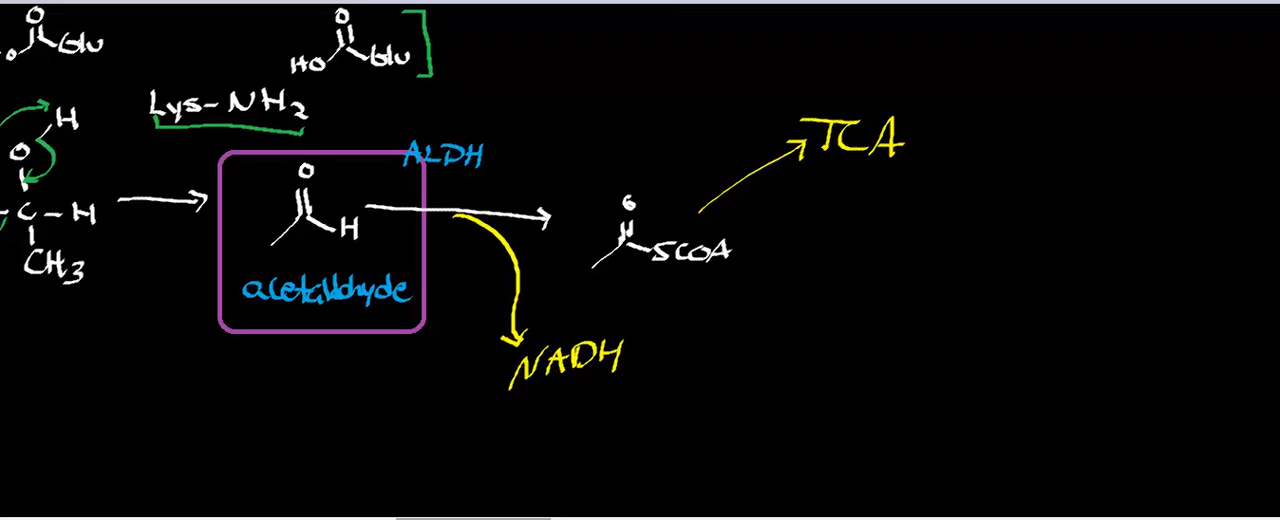 O
O
O
Glu
HO
Glu
Lys-NH2
H
O
C-H
CH3
O
H
acetaldehyde
ALDH
NADH
O
SCOA
TCA